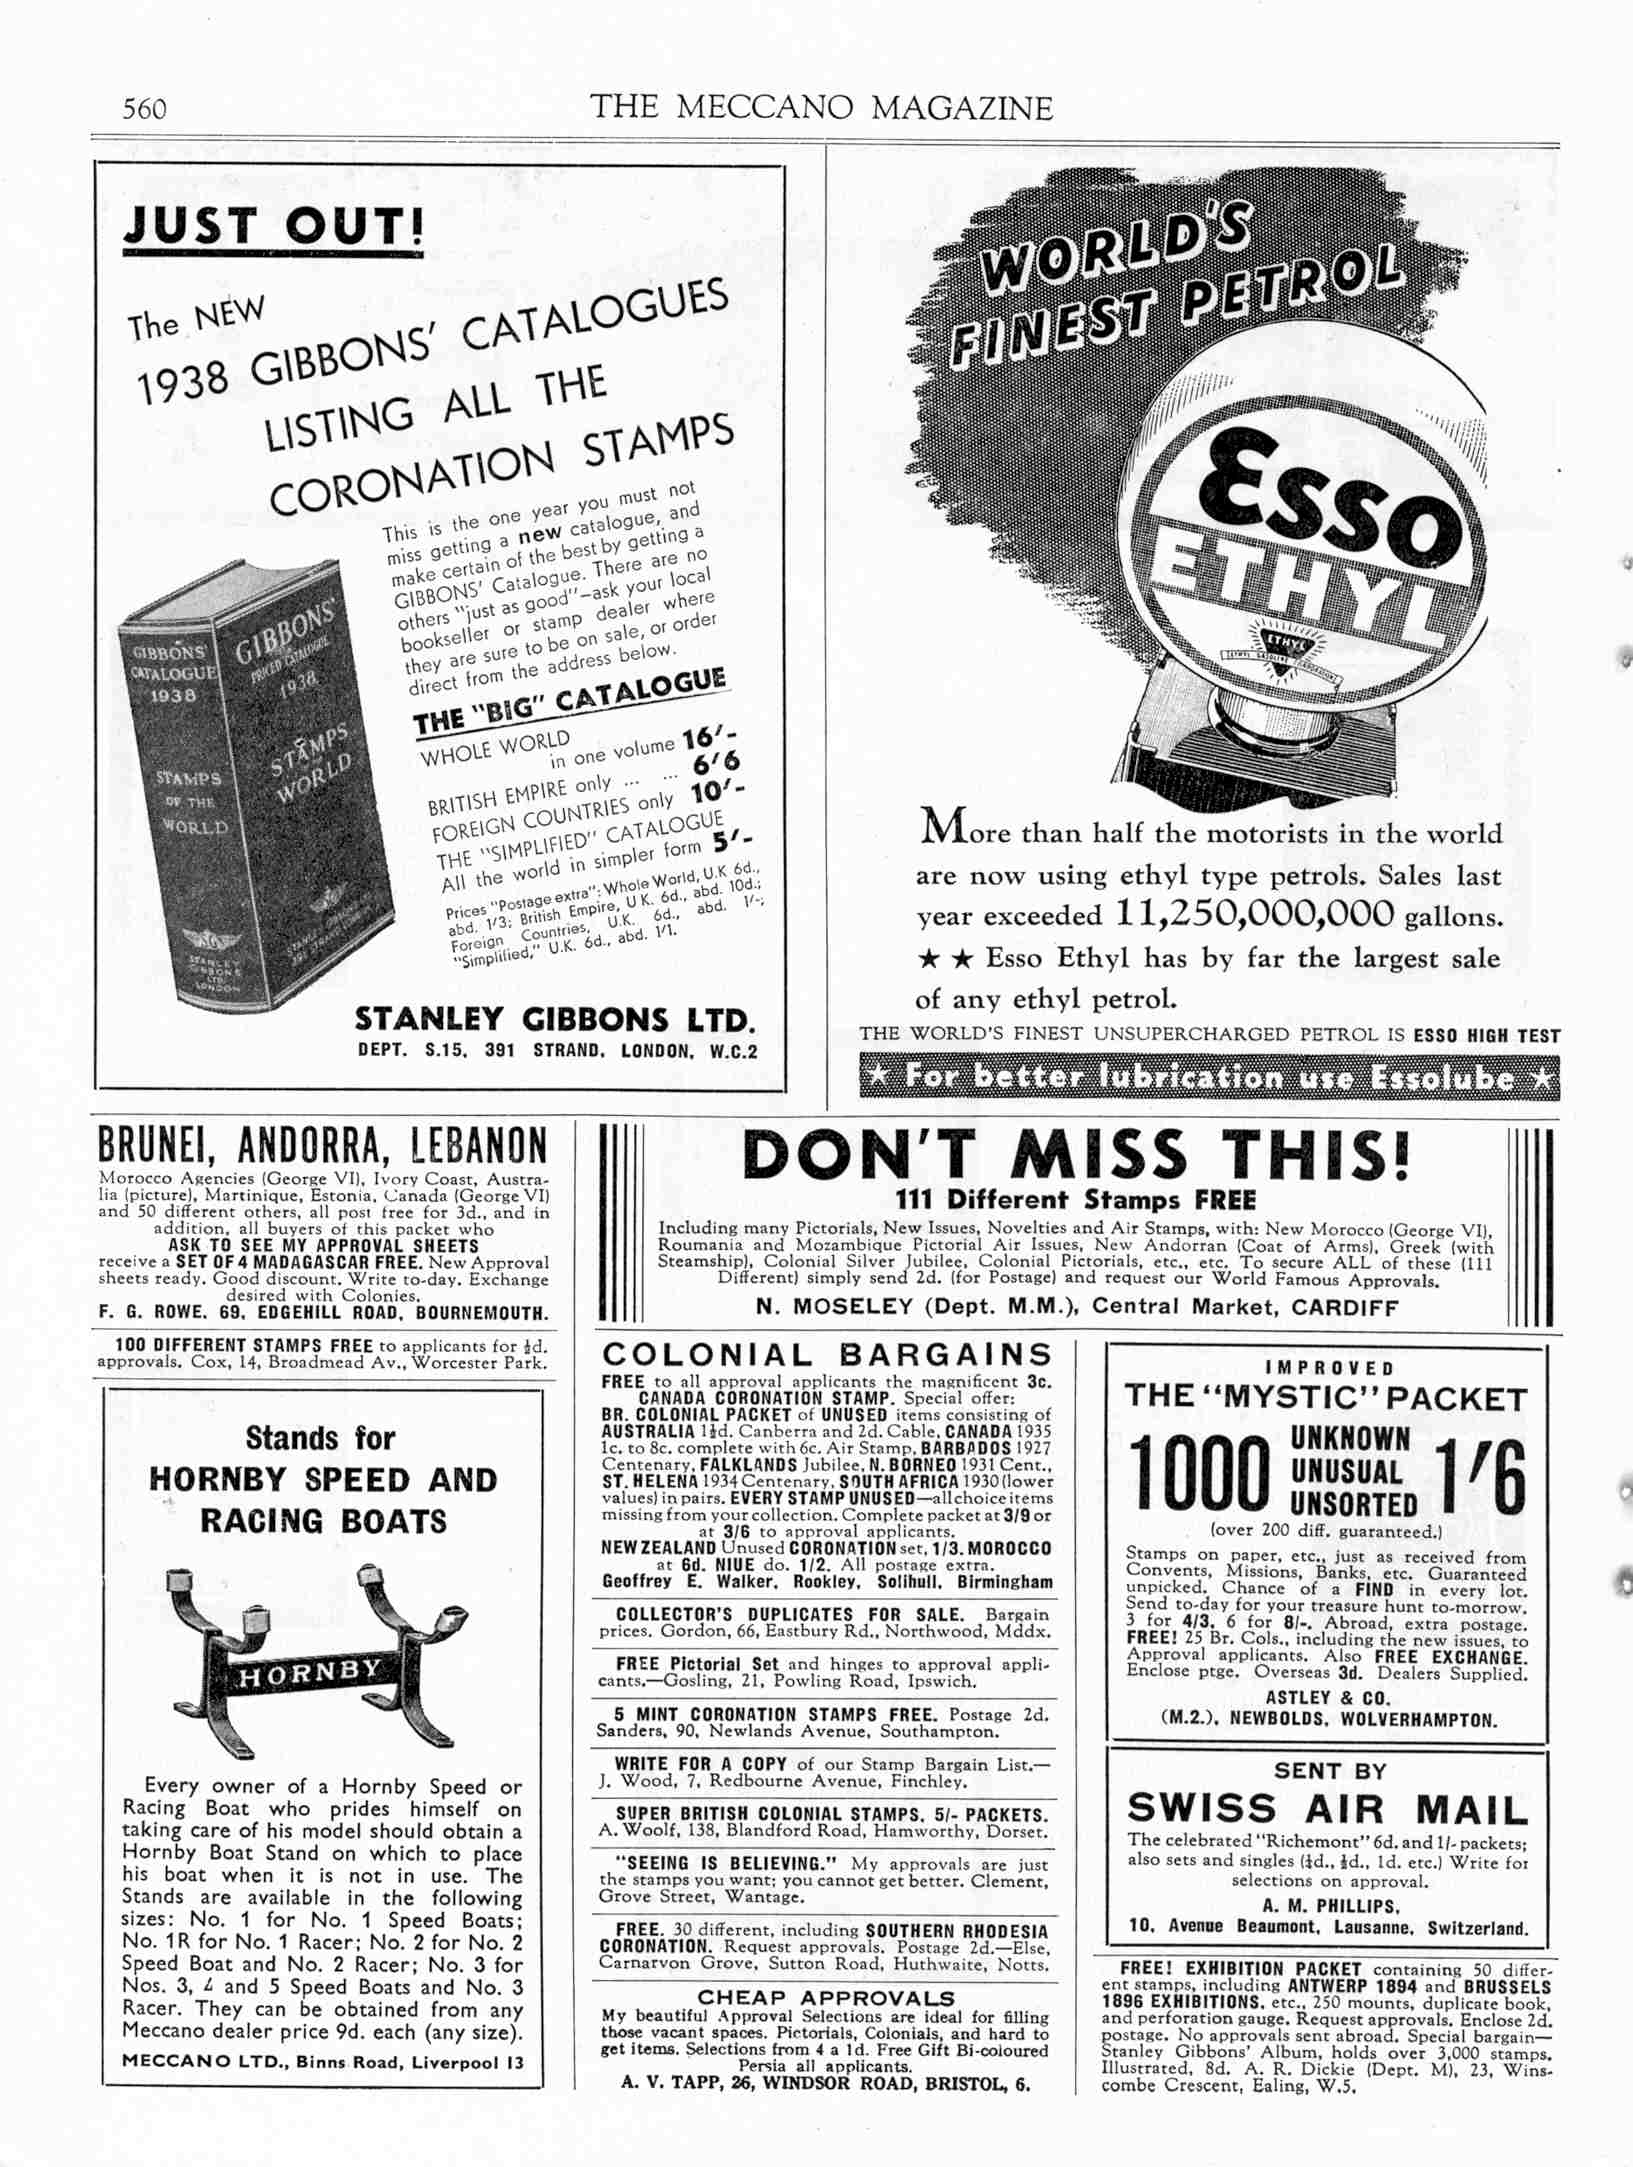 560
THE MECCANO MAGAZINE
JUST OUT!
The NEW
1938 GIBBONS' CATALOGUES
LISTING ALL THE
CORONATION STAMPS
This is the one year you must not
miss getting a new catalogue, and
make certain of the best by getting a
GIBBONS' Catalogue. There are no
others "just as good"—ask your local
bookseller or stamp dealer where
they are sure to be on sale, or order
direct from the address below.
GIBBONS'
CATALOGUE
1938
STAMPS
OF THE
WORLD
STANLEY
GIBBONS
LTD.
LONDON
GIBBONS'
PRICED CATALOGUE
1938
STAMPS
OF THE
WORLD
STANLEY GIBBONS LTD
391 STRAND LONDON
THE "BIG" CATALOGUE
WHOLE WORLD
in one volume 16/-
BRITISH EMPIRE only ... ... 6/6
FOREIGN COUNTRIES only 10/-
THE "SIMPLIFIED" CATALOGUE
All the world in simpler form 5/-
Prices "Postage extra": Whole World, U.K 6d.,
abd. 1/3; British Empire, U K. 6d., abd. 10d.;
Foreign Countries, U.K. 6d., abd. 1/-;
"Simplified," U.K. 6d., abd. 1/1.
STANLEY GIBBONS LTD.
DEPT. S.15, 391 STRAND, LONDON, W.C.2
WORLD'S
FINEST PETROL
ESSO
ETHYL
ETHYL
ETHYL GASOLINE CORPORATION
More than half the motorists in the world
are now using ethyl type petrols. Sales last
year exceeded 11,250,000,000 gallons.
★ ★ Esso Ethyl has by far the largest sale
of any ethyl petrol.
THE WORLD'S FINEST UNSUPERCHARGED PETROL IS ESSO HIGH TEST
★ For better lubrication use Essolube ★
BRUNEI, ANDORRA, LEBANON
Morocco Agencies (George VI), Ivory Coast, Austra-
lia (picture), Martinique, Estonia, Canada (George VI)
and 50 different others, all post free for 3d., and in
addition, all buyers of this packet who
ASK TO SEE MY APPROVAL SHEETS
receive a SET OF 4 MADAGASCAR FREE. New Approval
sheets ready. Good discount. Write to-day. Exchange
desired with Colonies.
F. G. ROWE, 69, EDGEHILL ROAD, BOURNEMOUTH.
100 DIFFERENT STAMPS FREE to applicants for ½d.
approvals. Cox, 14, Broadmead Av., Worcester Park.
Stands for
HORNBY SPEED AND
RACING BOATS
HORNBY
Every owner of a Hornby Speed or
Racing Boat who prides himself on
taking care of his model should obtain a
Hornby Boat Stand on which to place
his boat when it is not in use. The
Stands are available in the following
sizes: No. 1 for No. 1 Speed Boats;
No. 1R for No. 1 Racer; No. 2 for No. 2
Speed Boat and No. 2 Racer; No. 3 for
Nos. 3, 4 and 5 Speed Boats and No. 3
Racer. They can be obtained from any
Meccano dealer price 9d. each (any size).
MECCANO LTD., Binns Road, Liverpool 13
DON'T MISS THIS!
111 Different Stamps FREE
Including many Pictorials, New Issues, Novelties and Air Stamps, with: New Morocco (George VI),
Roumania and Mozambique Pictorial Air Issues, New Andorran (Coat of Arms), Greek (with
Steamship), Colonial Silver Jubilee, Colonial Pictorials, etc., etc. To secure ALL of these (111
Different) simply send 2d. (for Postage) and request our World Famous Approvals.
N. MOSELEY (Dept. M.M.), Central Market, CARDIFF
COLONIAL BARGAINS
FREE to all approval applicants the magnificent 3c.
CANADA CORONATION STAMP. Special offer:
BR. COLONIAL PACKET of UNUSED items consisting of
AUSTRALIA 1½d. Canberra and 2d. Cable, CANADA 1935
1c. to 8c. complete with 6c. Air Stamp, BARBADOS 1927
Centenary, FALKLANDS Jubilee, N. BORNEO 1931 Cent.,
ST. HELENA 1934 Centenary, SOUTH AFRICA 1930 (lower
values) in pairs. EVERY STAMP UNUSED—all choice items
missing from your collection. Complete packet at 3/9 or
at 3/6 to approval applicants.
NEW ZEALAND Unused CORONATION set, 1/3. MOROCCO
at 6d. NIUE do. 1/2. All postage extra.
Geoffrey E. Walker, Rookley, Solihull, Birmingham
COLLECTOR'S DUPLICATES FOR SALE. Bargain
prices. Gordon, 66, Eastbury Rd., Northwood, Mddx.
FREE Pictorial Set and hinges to approval appli-
cants.—Gosling, 21, Powling Road, Ipswich.
5 MINT CORONATION STAMPS FREE. Postage 2d.
Sanders, 90, Newlands Avenue, Southampton.
WRITE FOR A COPY of our Stamp Bargain List.—
J. Wood, 7, Redbourne Avenue, Finchley.
SUPER BRITISH COLONIAL STAMPS, 5/- PACKETS.
A. Woolf, 138, Blandford Road, Hamworthy, Dorset.
"SEEING IS BELIEVING." My approvals are just
the stamps you want; you cannot get better. Clement,
Grove Street, Wantage.
FREE. 30 different, including SOUTHERN RHODESIA
CORONATION. Request approvals. Postage 2d.—Else,
Carnarvon Grove, Sutton Road, Huthwaite, Notts.
CHEAP APPROVALS
My beautiful Approval Selections are ideal for filling
those vacant spaces. Pictorials, Colonials, and hard to
get items. Selections from 4 a 1d. Free Gift Bi-coloured
Persia all applicants.
A. V. TAPP, 26, WINDSOR ROAD, BRISTOL, 6.
IMPROVED
THE "MYSTIC" PACKET
1000 UNKNOWN
UNUSUAL
UNSORTED 1/6
(over 200 diff. guaranteed.)
Stamps on paper, etc., just as received from
Convents, Missions, Banks, etc. Guaranteed
unpicked. Chance of a FIND in every lot.
Send to-day for your treasure hunt to-morrow.
3 for 4/3, 6 for 8/-. Abroad, extra postage.
FREE! 25 Br. Cols., including the new issues, to
Approval applicants. Also FREE EXCHANGE.
Enclose ptge. Overseas 3d. Dealers Supplied.
ASTLEY & CO.
(M.2.), NEWBOLDS, WOLVERHAMPTON.
SENT BY
SWISS AIR MAIL
The celebrated "Richemont" 6d. and 1/- packets;
also sets and singles (¼d., ½d., 1d. etc.) Write for
selections on approval.
A. M. PHILLIPS,
10, Avenue Beaumont, Lausanne, Switzerland.
FREE! EXHIBITION PACKET containing 50 differ-
ent stamps, including ANTWERP 1894 and BRUSSELS
1896 EXHIBITIONS, etc., 250 mounts, duplicate book,
and perforation gauge. Request approvals. Enclose 2d.
postage. No approvals sent abroad. Special bargain—
Stanley Gibbons' Album, holds over 3,000 stamps,
Illustrated, 8d. A. R. Dickie (Dept. M), 23, Wins-
combe Crescent, Ealing, W.5.